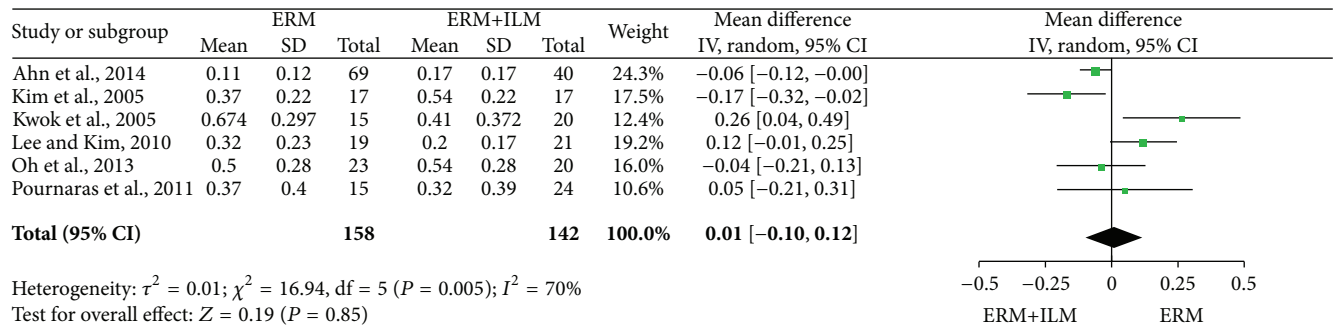 Study or subgroup ERM ERM+ILM Weight Mean difference Mean difference
Mean SD Total Mean SD Total IV, random, 95% CI IV, random, 95% CI
Ahn et al., 2014 0.11 0.12 69 0.17 0.17 40 24.3% −0.06 [−0.12, −0.00]
Kim et al., 2005 0.37 0.22 17 0.54 0.22 17 17.5% −0.17 [−0.32, −0.02]
Kwok et al., 2005 0.674 0.297 15 0.41 0.372 20 12.4% 0.26 [0.04, 0.49]
Lee and Kim, 2010 0.32 0.23 19 0.2 0.17 21 19.2% 0.12 [−0.01, 0.25]
Oh et al., 2013 0.5 0.28 23 0.54 0.28 20 16.0% −0.04 [−0.21, 0.13]
Pournaras et al., 2011 0.37 0.4 15 0.32 0.39 24 10.6% 0.05 [−0.21, 0.31]
Total (95% CI) 158 142 100.0% 0.01 [−0.10, 0.12]
Heterogeneity: τ² = 0.01; χ² = 16.94, df = 5 (P = 0.005); I² = 70%
Test for overall effect: Z = 0.19 (P = 0.85)
−0.5 −0.25 0 0.25 0.5
ERM+ILM ERM